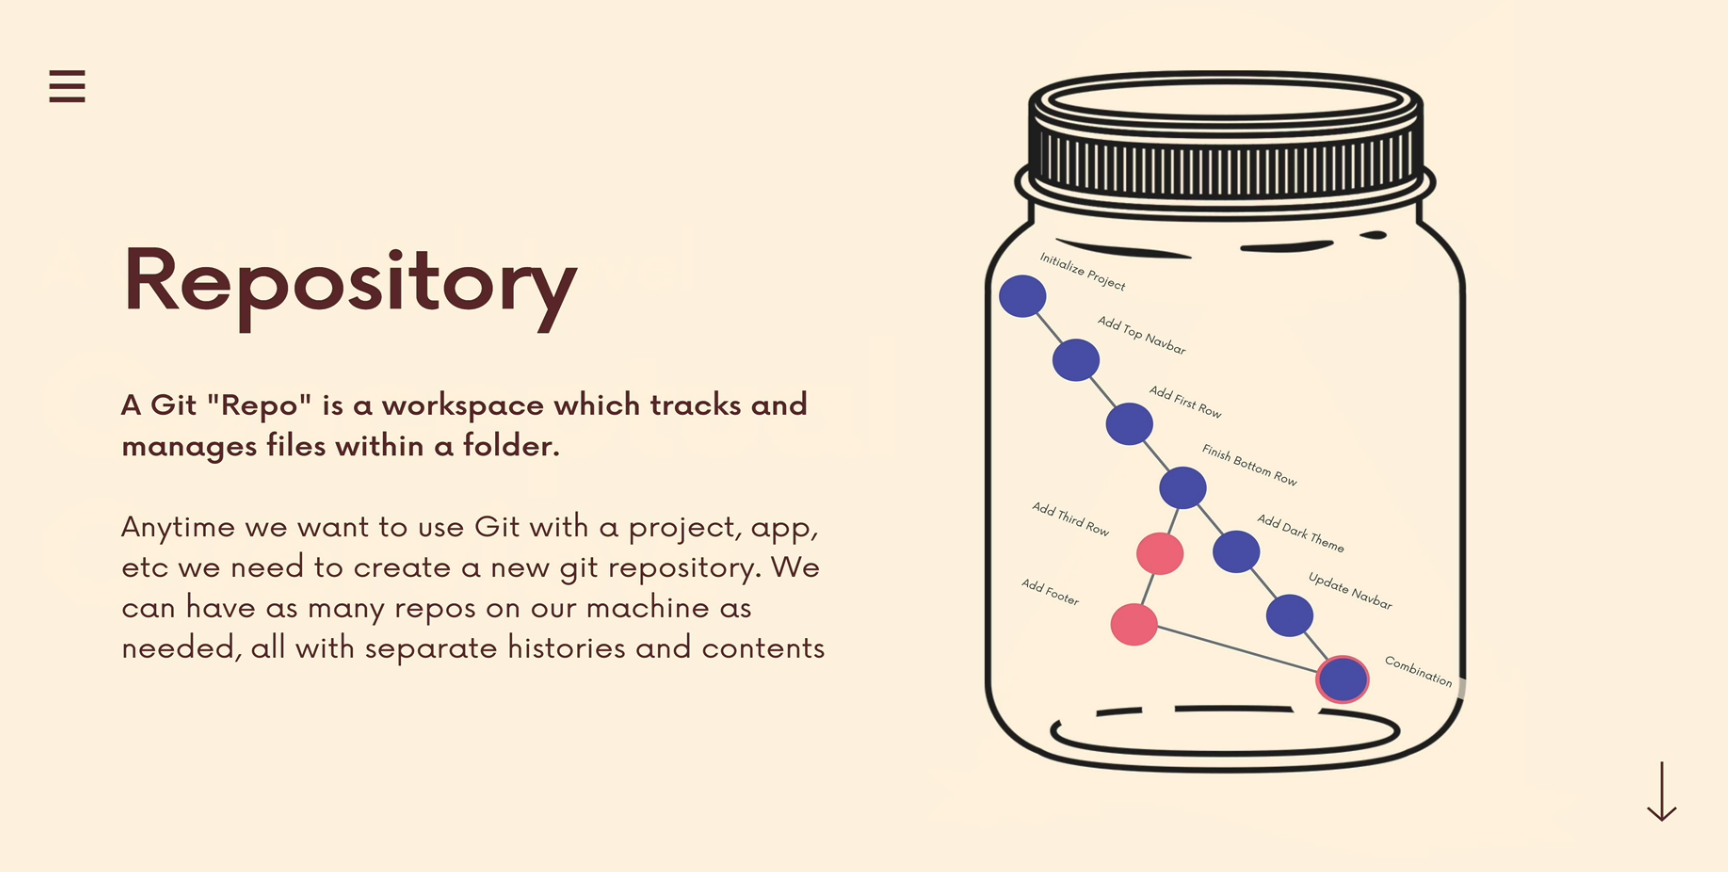 Repository
A Git "Repo" is a workspace which tracks and
manages files within a folder.
Anytime we want to use Git with a project, app,
etc we need to create a new git repository. We
can have as many repos on our machine as
needed, all with separate histories and contents
Initialize Project
Add Top Navbar
Add First Row
Finish Bottom Row
Add Third Row
Add Dark Theme
Add Footer
Update Navbar
Combination